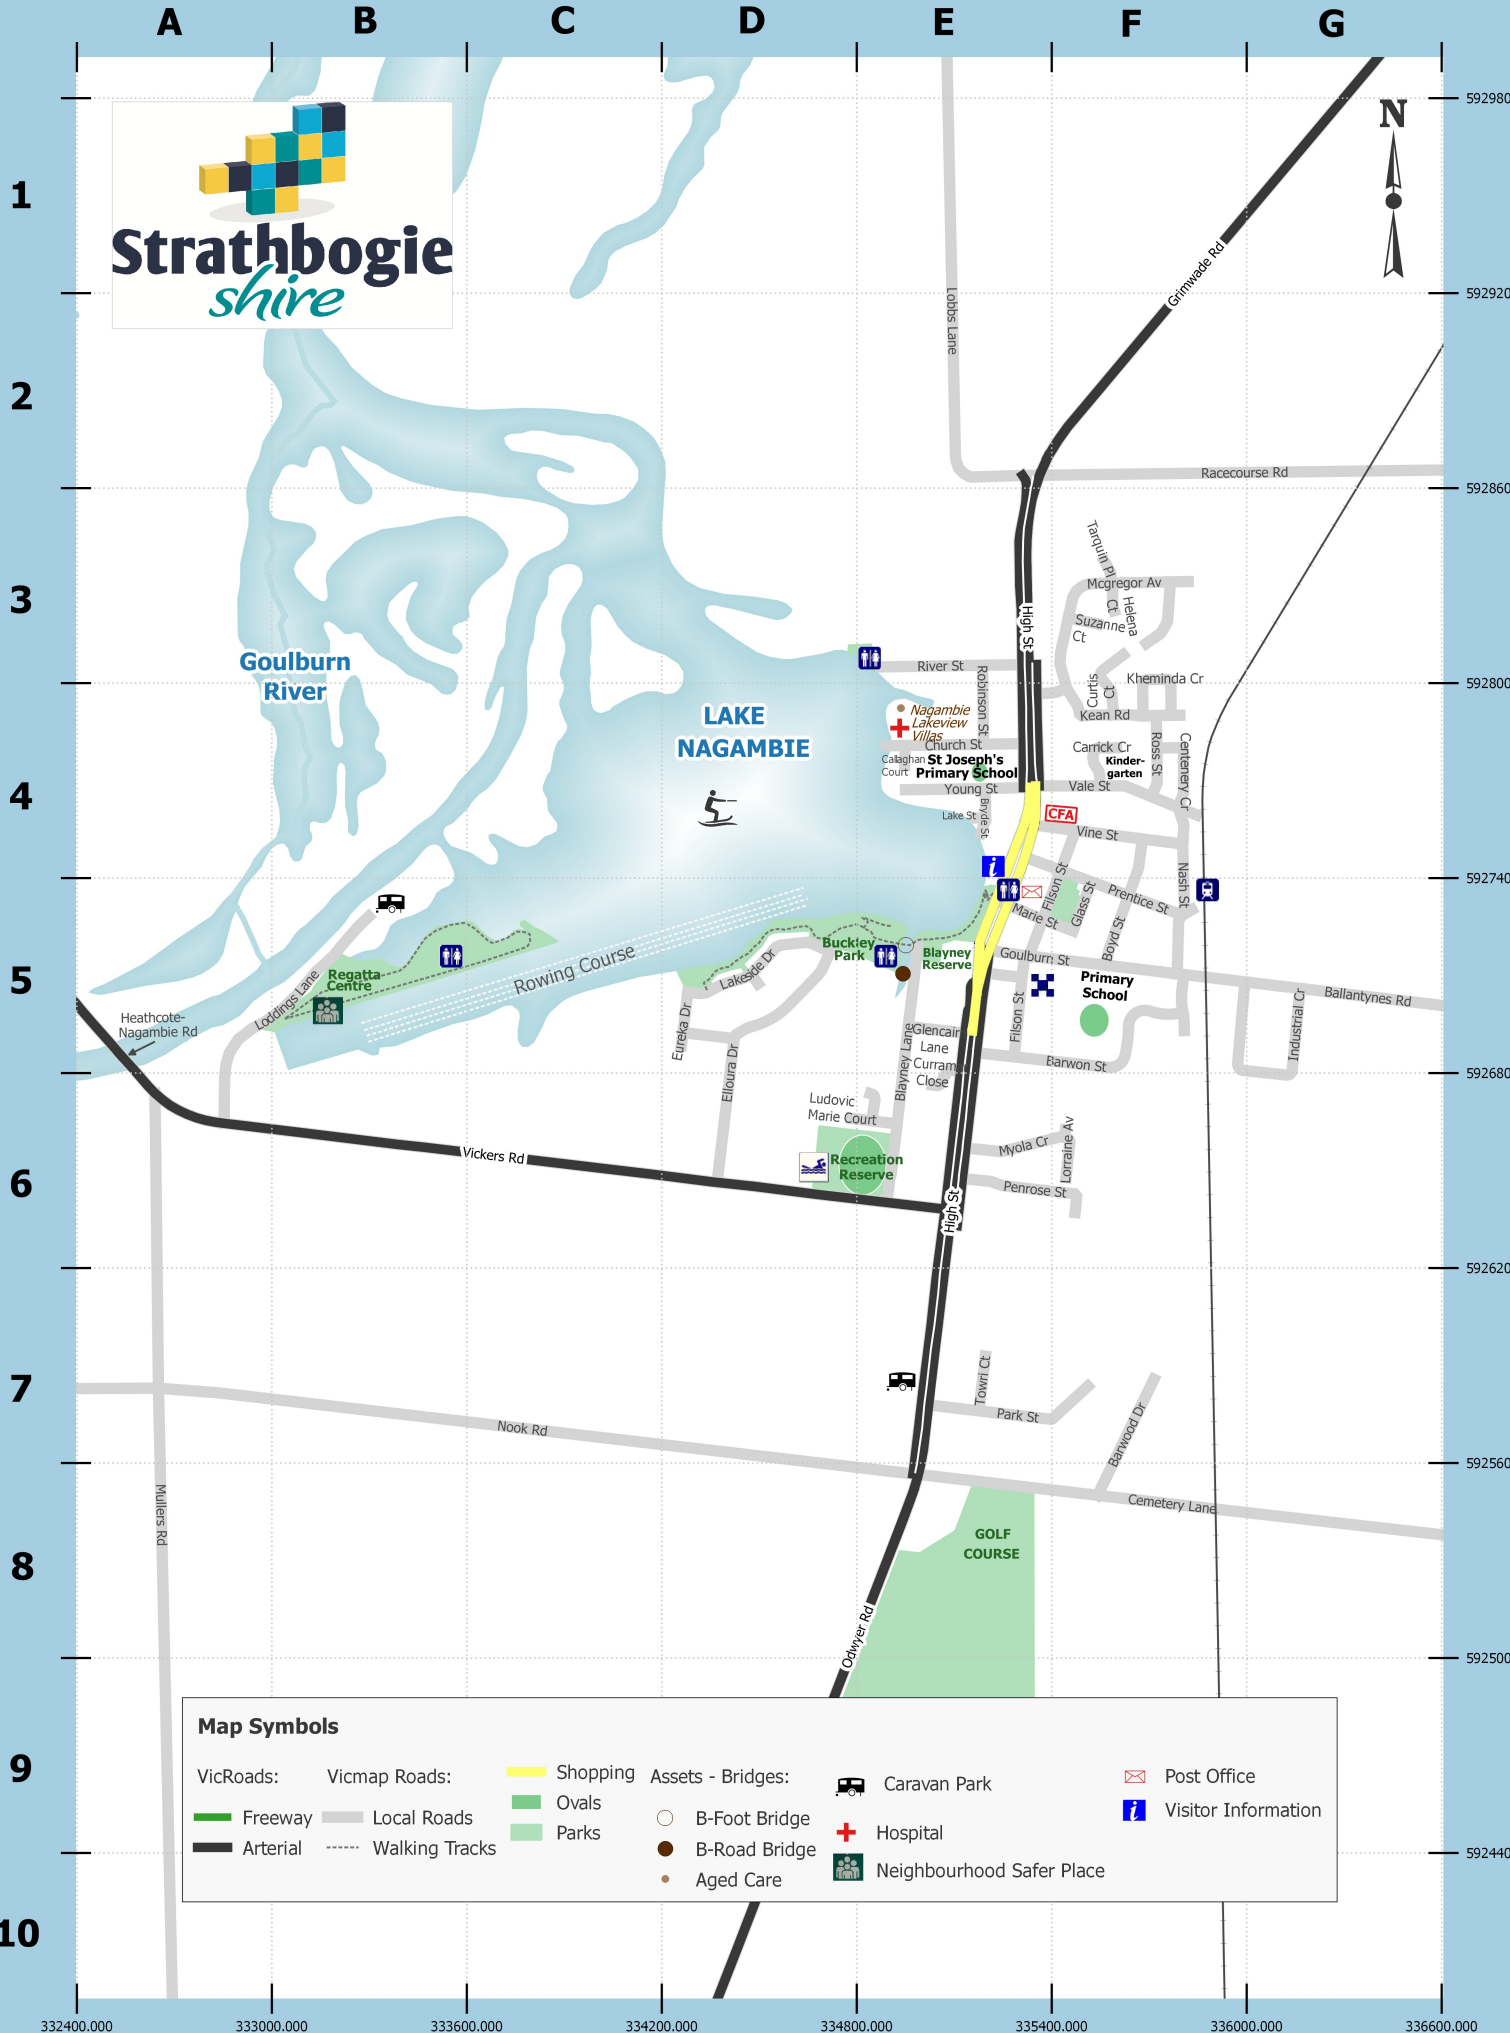 A B C D E F G
1
2
3
4
5
6
7
8
9
10
Strathbogie
shire
N
592980
592920
592860
592800
592740
592680
592620
592560
592500
592440
332400.000
333000.000
333600.000
334200.000
334800.000
335400.000
336000.000
336600.000
Grimwade Rd
Lobbs Lane
Racecourse Rd
Tarquin Pl
Mcgregor Av
Helena
Ct
Suzanne
Ct
High St
Goulburn
River
River St
Robinson St
Curtis
Ct
Kheminda Cr
Kean Rd
LAKE
NAGAMBIE
Nagambie
Lakeview
Villas
Church St
Carrick Cr
Ross St
Centenery Cr
Callaghan
Court
St Joseph's
Primary School
Kinder-
garten
Young St
Vale St
Lake St
Bryde St
CFA
Vine St
i
Filson St
Glass St
Prentice St
Nash St
Marie St
Boyd St
Buckley
Park
Blayney
Reserve
Goulburn St
Rowing Course
Regatta
Centre
Lakeside Dr
Loddings Lane
Primary
School
Ballantynes Rd
Industrial Cr
Heathcote-
Nagambie Rd
Eureka Dr
Elloura Dr
Blayney Lane
Glencairn
Lane
Curram
Close
Filson St
Barwon St
Ludovic
Marie Court
Myola Cr
Lorraine Av
Vickers Rd
Recreation
Reserve
Penrose St
High St
Towri Ct
Park St
Barwood Dr
Nook Rd
Mullers Rd
Cemetery Lane
GOLF
COURSE
Odwyer Rd
Map Symbols
VicRoads:
Freeway
Arterial
Vicmap Roads:
Local Roads
Walking Tracks
Shopping
Ovals
Parks
Assets - Bridges:
B-Foot Bridge
B-Road Bridge
Aged Care
Caravan Park
Hospital
Neighbourhood Safer Place
Post Office
i
Visitor Information